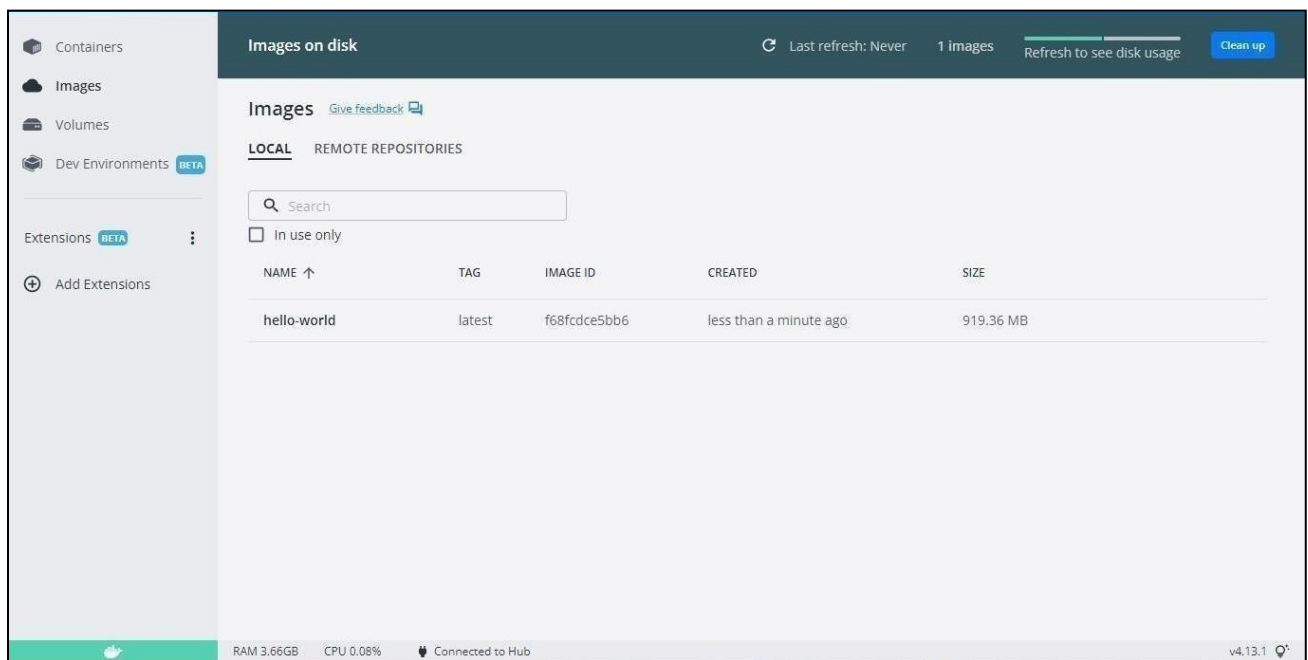 Containers
Images
Volumes
Dev Environments BETA
Extensions BETA
Add Extensions
Images on disk Last refresh: Never 1 images Refresh to see disk usage Clean up
Images Give feedback
LOCAL REMOTE REPOSITORIES
Search
In use only
NAME TAG IMAGE ID CREATED SIZE
hello-world latest f68fcdce5bb6 less than a minute ago 919.36 MB
RAM 3.66GB CPU 0.08% Connected to Hub v4.13.1